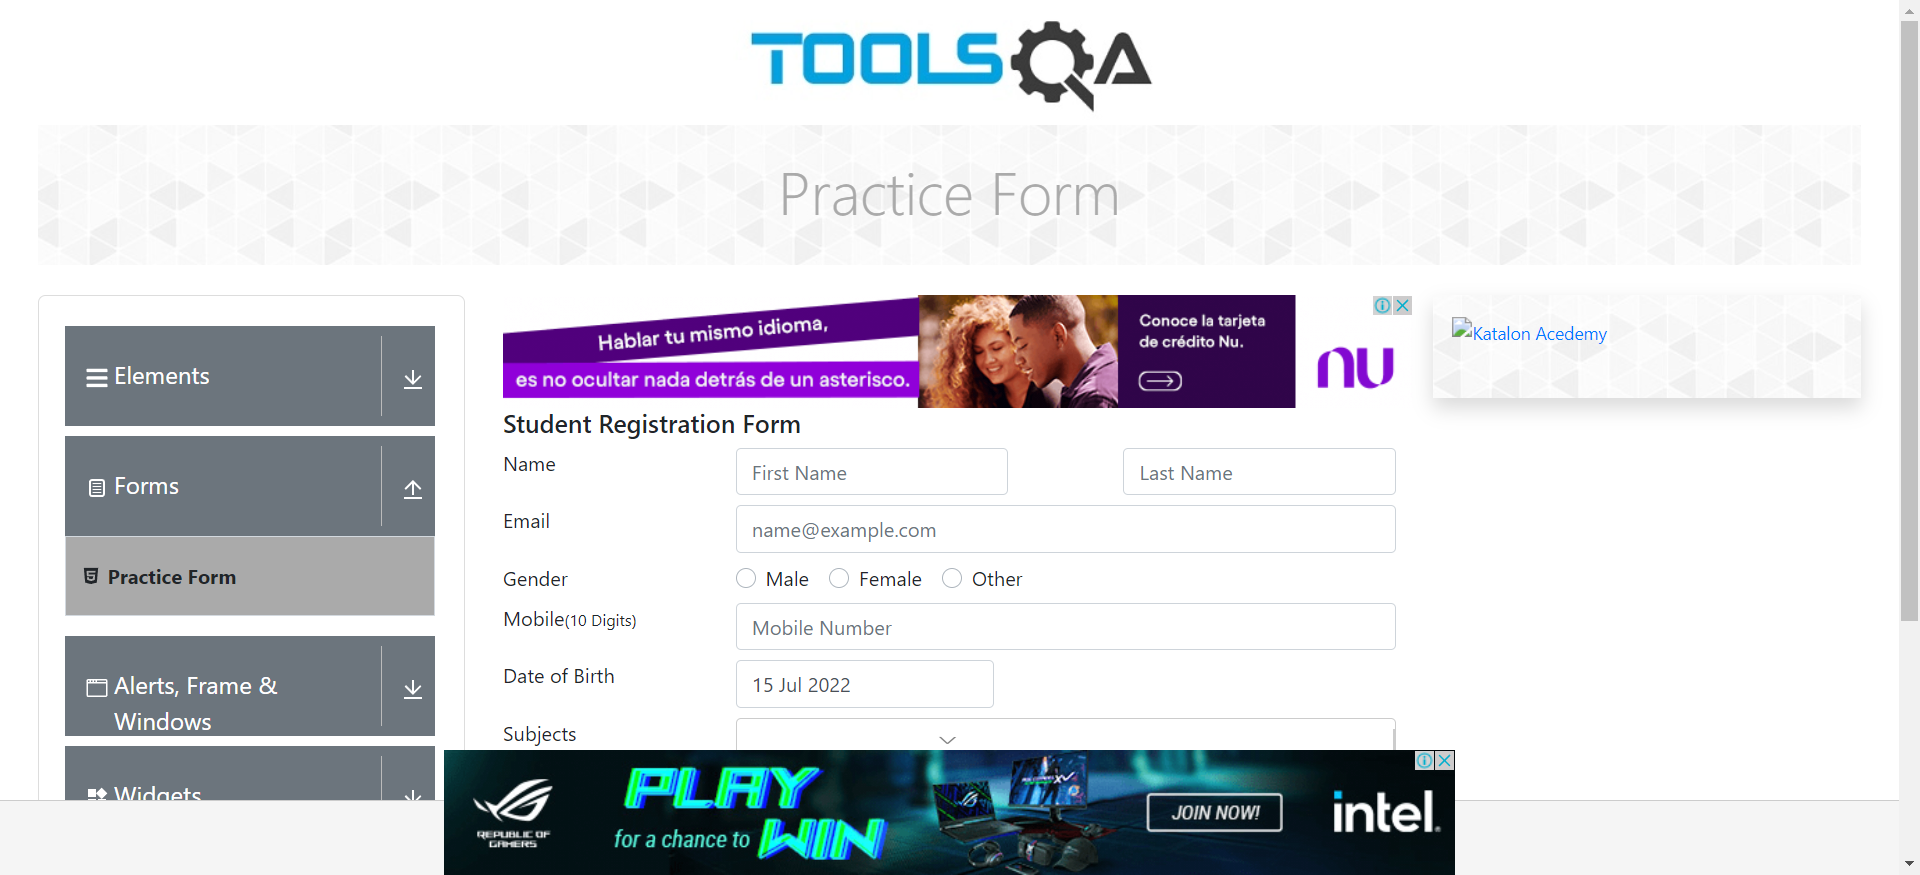 TOOLSQA
Practice Form
Elements
Forms
Practice Form
Alerts, Frame &
Windows
Widgets
Hablar tu mismo idioma,
es no ocultar nada detrás de un asterisco.
Conoce la tarjeta
de crédito Nu.
nu
Katalon Acedemy
Student Registration Form
Name
First Name
Last Name
Email
name@example.com
Gender
Male
Female
Other
Mobile(10 Digits)
Mobile Number
Date of Birth
15 Jul 2022
Subjects
REPUBLIC OF
GAMERS
PLAY
for a chance to WIN
JOIN NOW!
intel.